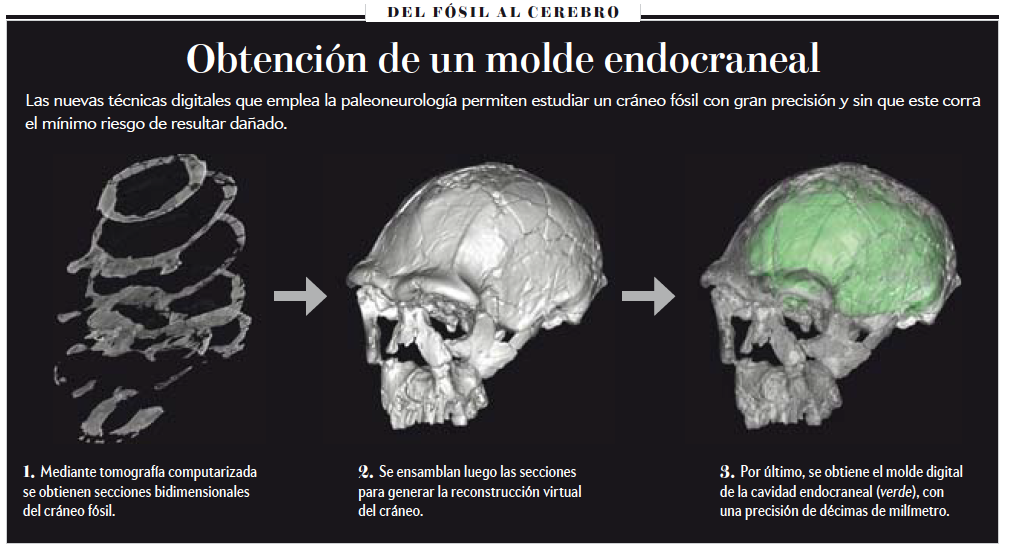 DEL FÓSIL AL CEREBRO
Obtención de un molde endocraneal
Las nuevas técnicas digitales que emplea la paleoneurología permiten estudiar un cráneo fósil con gran precisión y sin que este corra
el mínimo riesgo de resultar dañado.
1. Mediante tomografía computarizada
se obtienen secciones bidimensionales
del cráneo fósil.
2. Se ensamblan luego las secciones
para generar la reconstrucción virtual
del cráneo.
3. Por último, se obtiene el molde digital
de la cavidad endocraneal (verde), con
una precisión de décimas de milímetro.